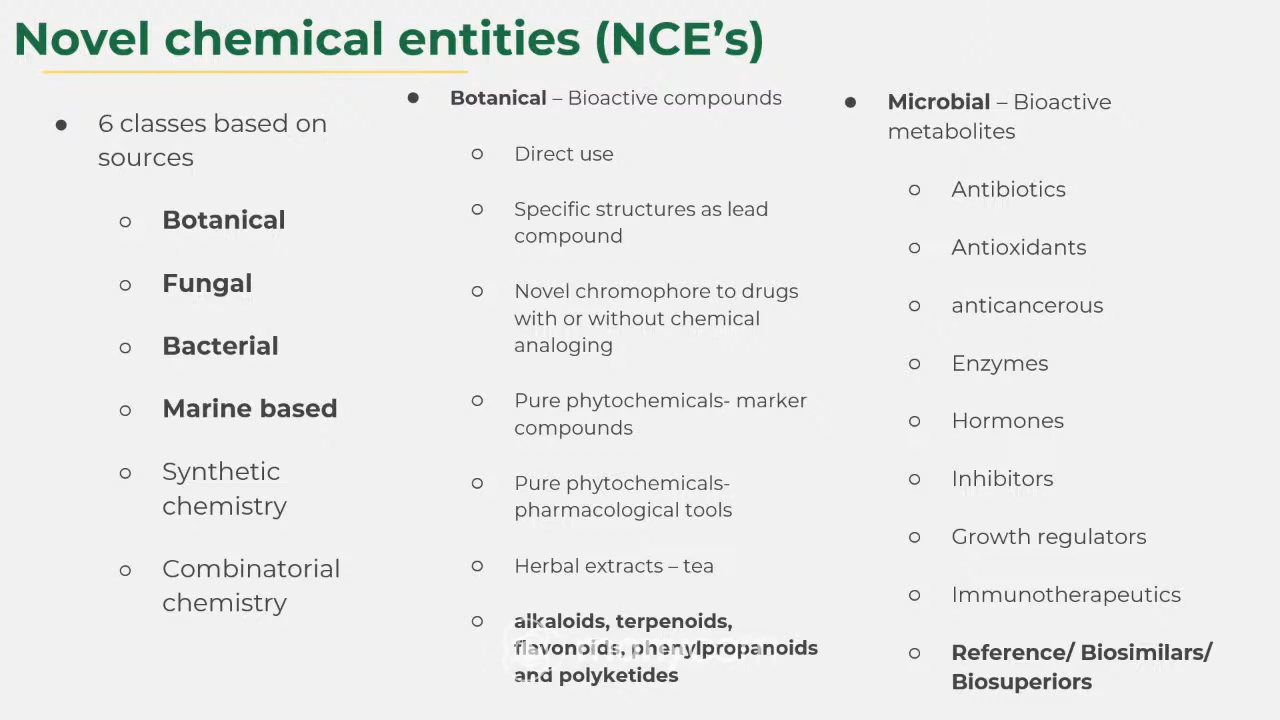 Novel chemical entities (NCE’s)
● 6 classes based on
sources
○ Botanical
○ Fungal
○ Bacterial
○ Marine based
○ Synthetic
chemistry
○ Combinatorial
chemistry
● Botanical – Bioactive compounds
○ Direct use
○ Specific structures as lead
compound
○ Novel chromophore to drugs
with or without chemical
analoging
○ Pure phytochemicals- marker
compounds
○ Pure phytochemicals-
pharmacological tools
○ Herbal extracts – tea
○ alkaloids, terpenoids,
flavonoids, phenylpropanoids
and polyketides
● Microbial – Bioactive
metabolites
○ Antibiotics
○ Antioxidants
○ anticancerous
○ Enzymes
○ Hormones
○ Inhibitors
○ Growth regulators
○ Immunotherapeutics
○ Reference/ Biosimilars/
Biosuperiors